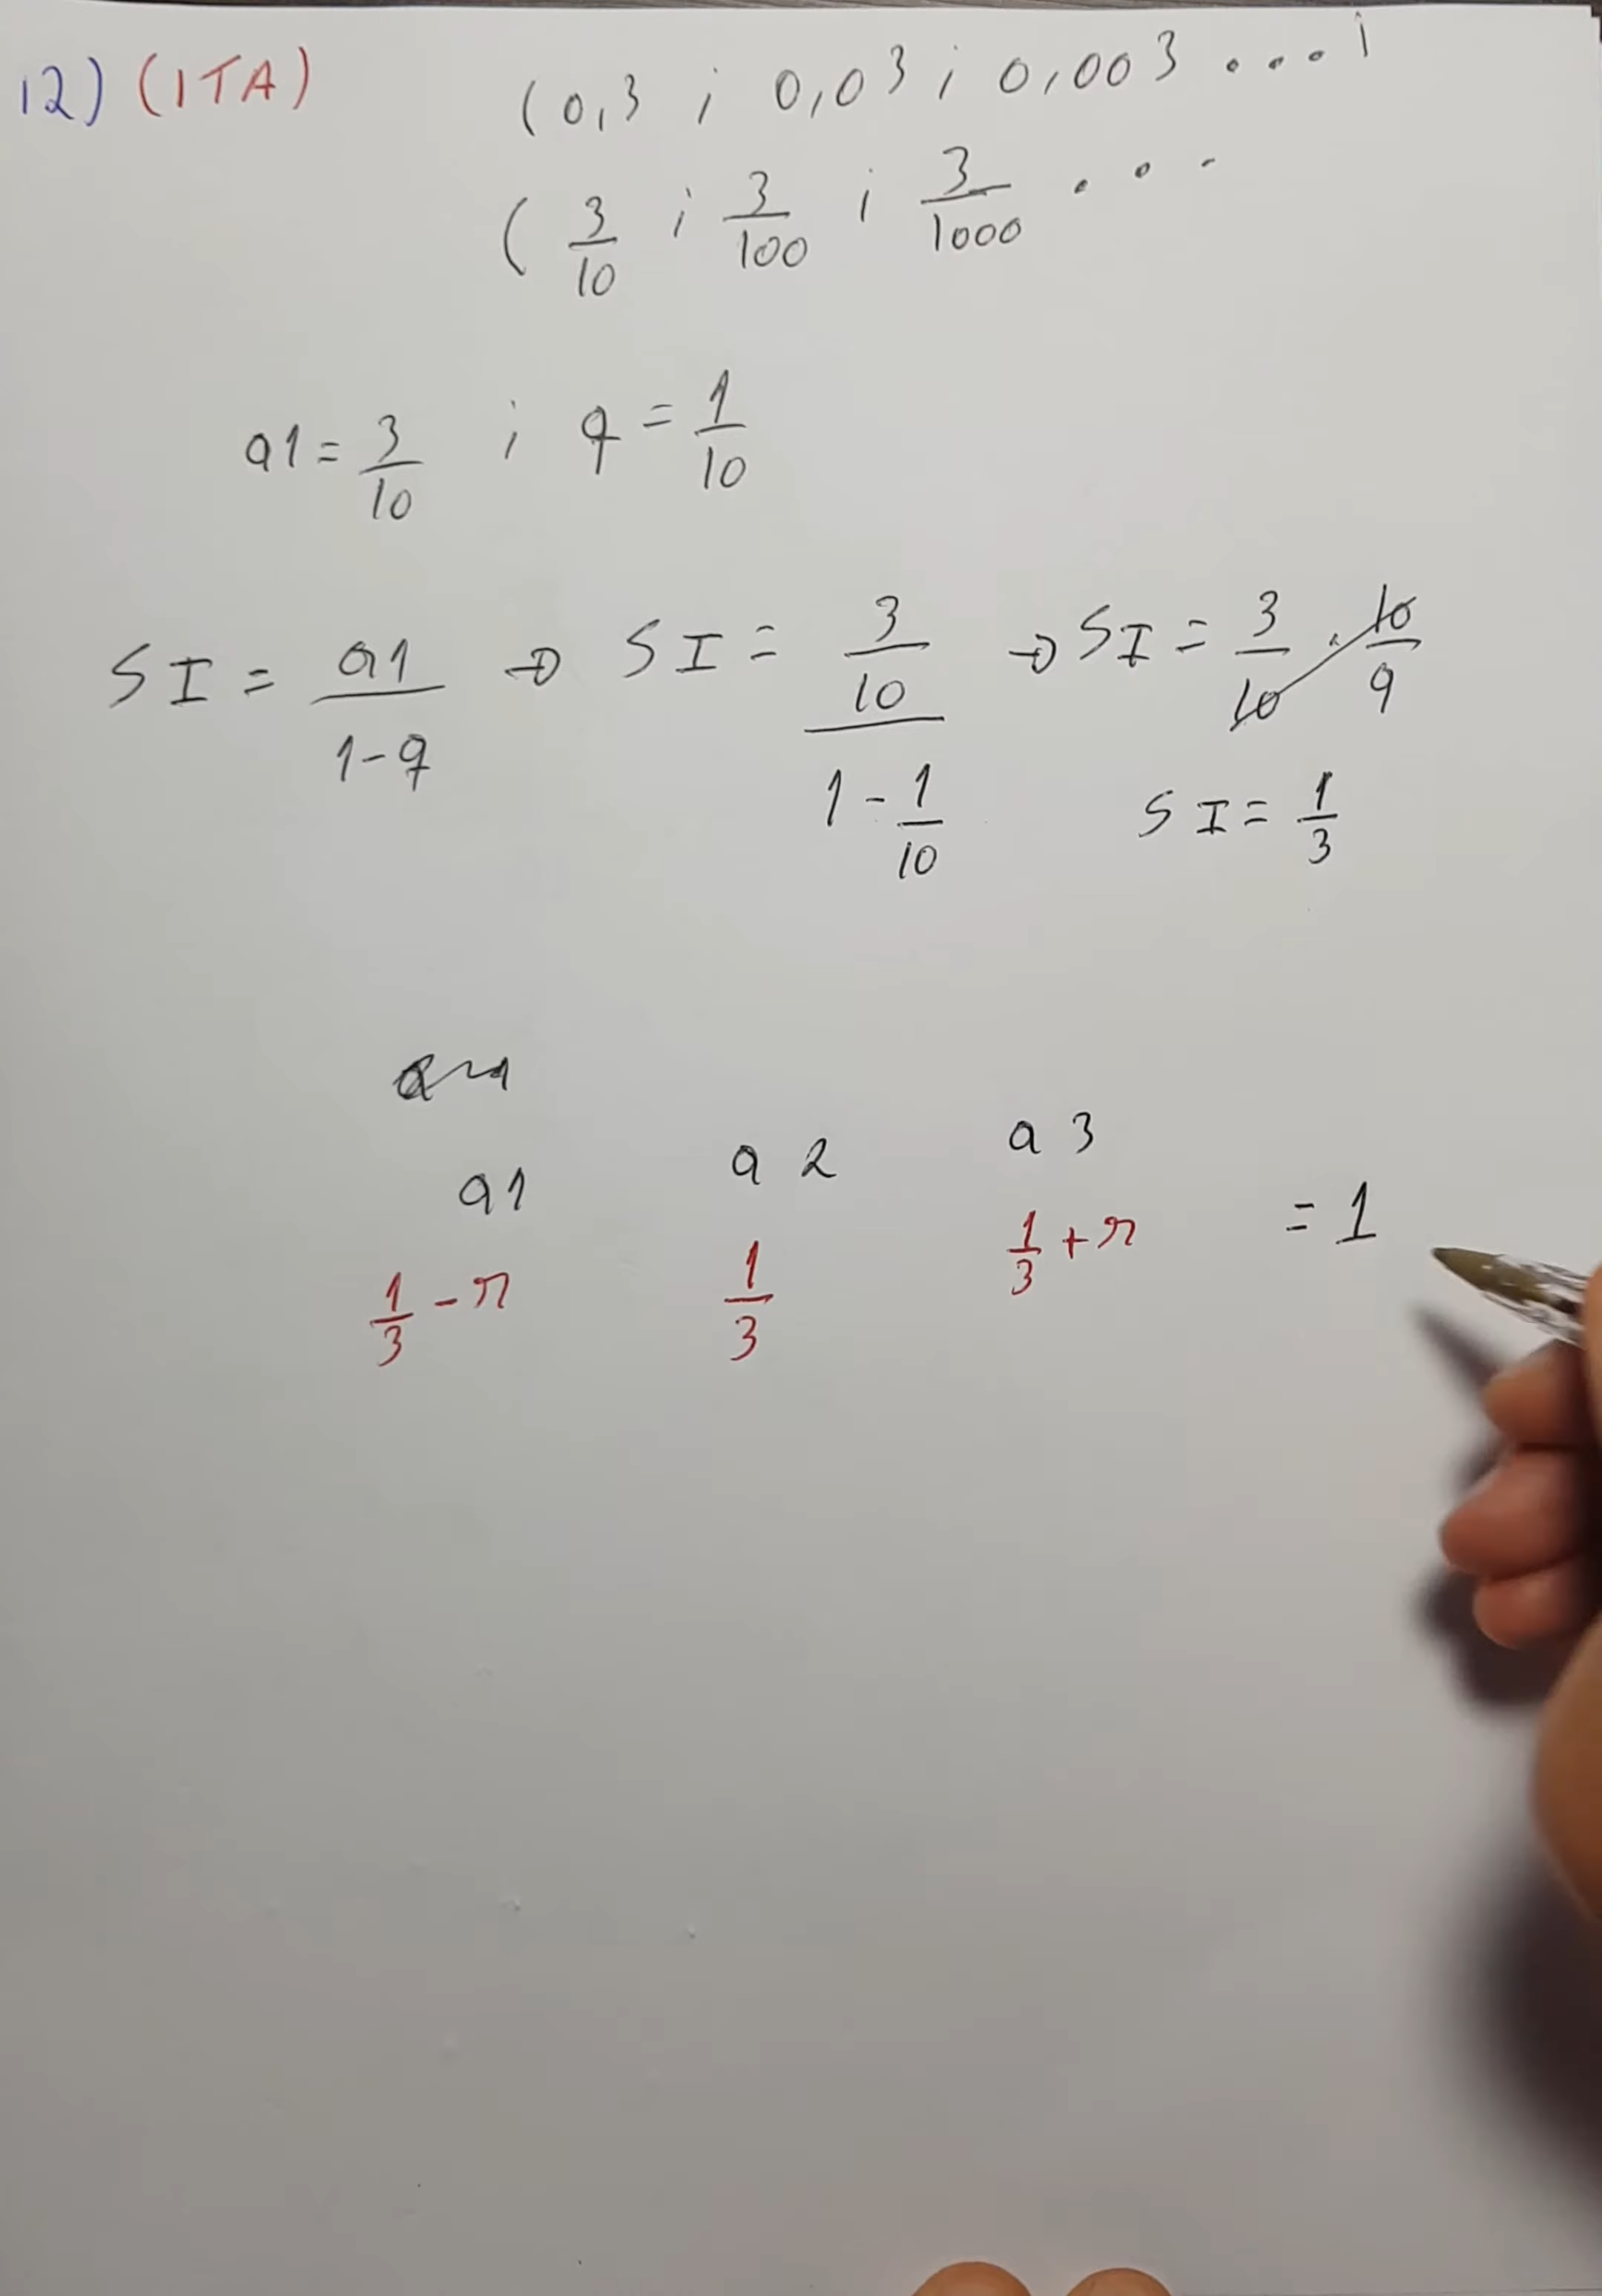 12) (ITA) (0,3 ; 0,03 ; 0,003 .... ;
( 3/10 ; 3/100 ; 3/1000 . . .
a1 = 3/10 ; q = 1/10
SI = a1/(1-q) → SI = (3/10)/(1 - 1/10) → SI = 3/10 . 10/9
SI = 1/3
a1 a2 a3
1/3 - r 1/3 1/3 + r = 1